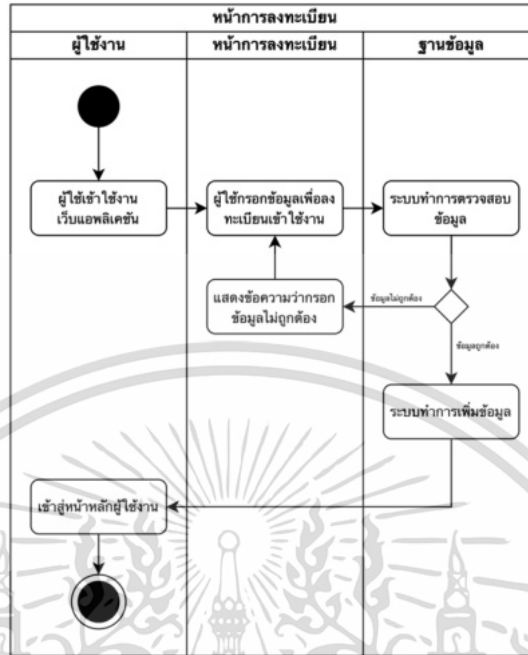 หน้าการลงทะเบียน
ผู้ใช้งาน
หน้าการลงทะเบียน
ฐานข้อมูล
ผู้ใช้เข้าใช้งาน
เว็บแอพลิเคชัน
ผู้ใช้กรอกข้อมูลเพื่อลง
ทะเบียนเข้าใช้งาน
ระบบทำการตรวจสอบ
ข้อมูล
แสดงข้อความว่ากรอก
ข้อมูลไม่ถูกต้อง
ข้อมูลไม่ถูกต้อง
ข้อมูลถูกต้อง
ระบบทำการเพิ่มข้อมูล
เข้าสู่หน้าหลักผู้ใช้งาน